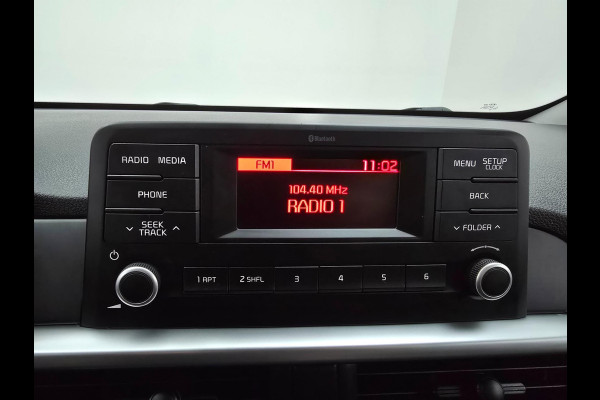 Bluetooth
RADIO MEDIA
FM1 11:02
MENU SETUP
CLOCK
PHONE
104.40 MHz
BACK
RADIO 1
SEEK
TRACK
FOLDER
1 RPT 2 SHFL 3 4 5 6